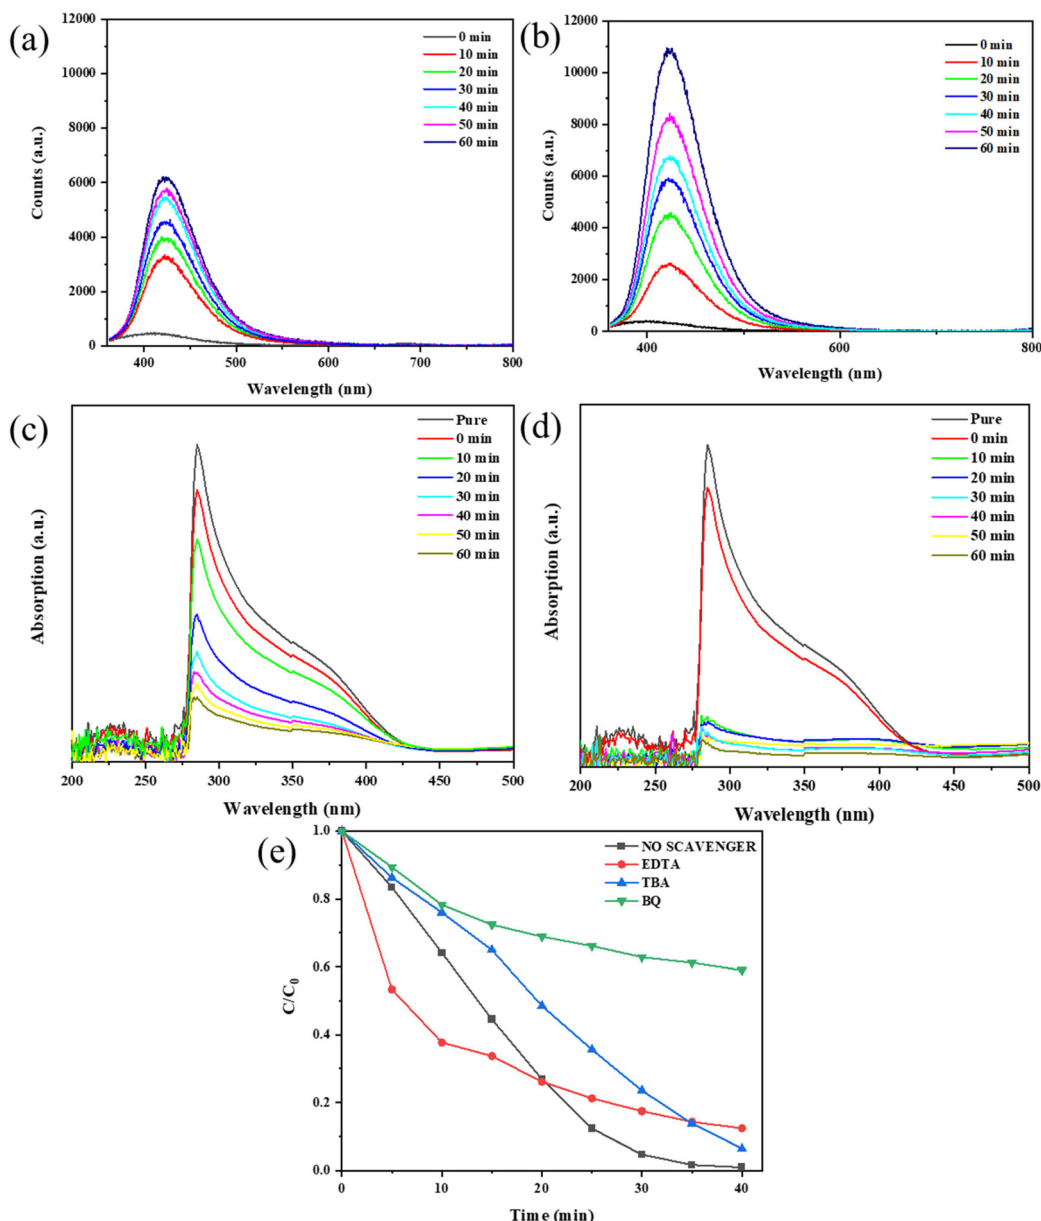 (a)
12000
10000
8000
6000
4000
2000
0
Counts (a.u.)
0 min
10 min
20 min
30 min
40 min
50 min
60 min
400
500
600
700
800
Wavelength (nm)
(b)
12000
10000
8000
6000
4000
2000
0
Counts (a.u.)
0 min
10 min
20 min
30 min
40 min
50 min
60 min
400
600
800
Wavelength (nm)
(c)
Absorption (a.u.)
Pure
0 min
10 min
20 min
30 min
40 min
50 min
60 min
200
250
300
350
400
450
500
Wavelength (nm)
(d)
Absorption (a.u.)
Pure
0 min
10 min
20 min
30 min
40 min
50 min
60 min
200
250
300
350
400
450
500
Wavelength (nm)
(e)
1.0
0.8
0.6
0.4
0.2
0.0
C/C0
NO SCAVENGER
EDTA
TBA
BQ
0
10
20
30
40
Time (min)